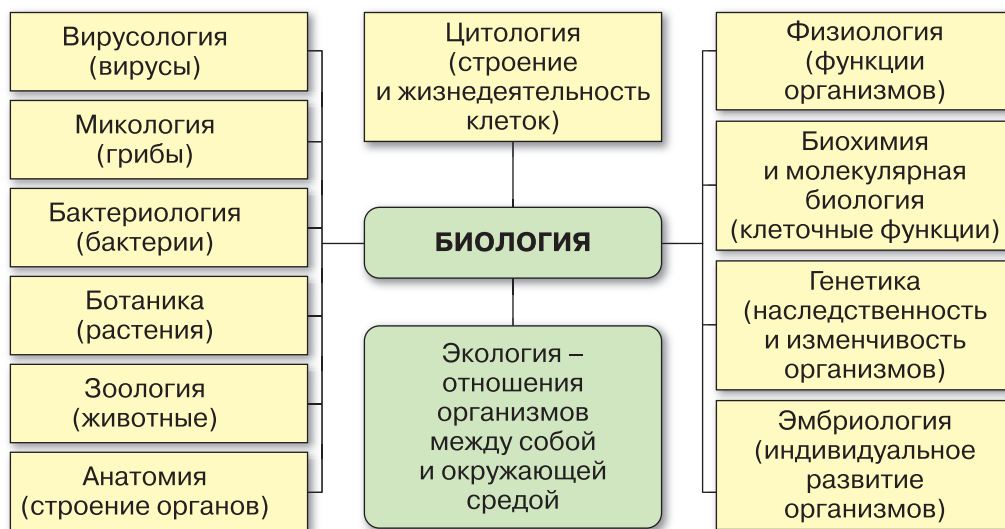 Вирусология
(вирусы)
Микология
(грибы)
Бактериология
(бактерии)
Ботаника
(растения)
Зоология
(животные)
Анатомия
(строение органов)
Цитология
(строение
и жизнедеятельность
клеток)
БИОЛОГИЯ
Экология –
отношения
организмов
между собой
и окружающей
средой
Физиология
(функции
организмов)
Биохимия
и молекулярная
биология
(клеточные функции)
Генетика
(наследственность
и изменчивость
организмов)
Эмбриология
(индивидуальное
развитие
организмов)